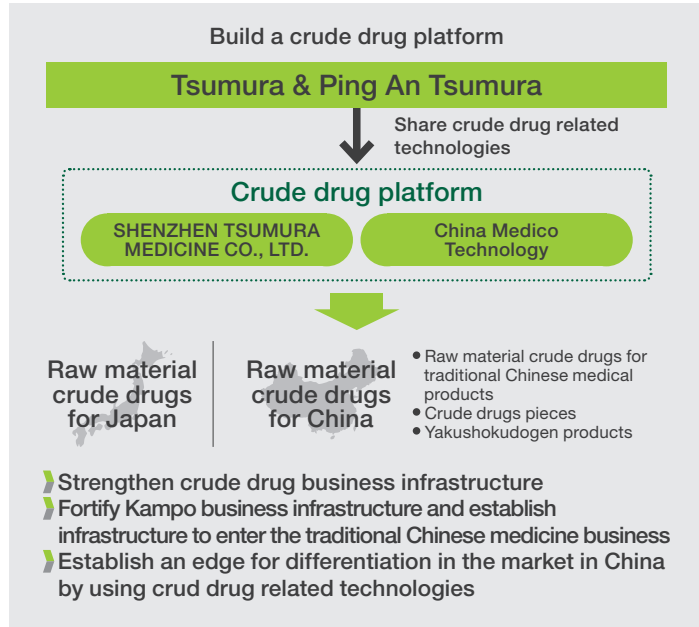 Build a crude drug platform
Tsumura & Ping An Tsumura
Share crude drug related
technologies
Crude drug platform
SHENZHEN TSUMURA
MEDICINE CO., LTD.
China Medico
Technology
Raw material
crude drugs
for Japan
Raw material
crude drugs
for China
• Raw material crude drugs for
traditional Chinese medical
products
• Crude drugs pieces
• Yakushokudogen products
Strengthen crude drug business infrastructure
Fortify Kampo business infrastructure and establish
infrastructure to enter the traditional Chinese medicine business
Establish an edge for differentiation in the market in China
by using crud drug related technologies